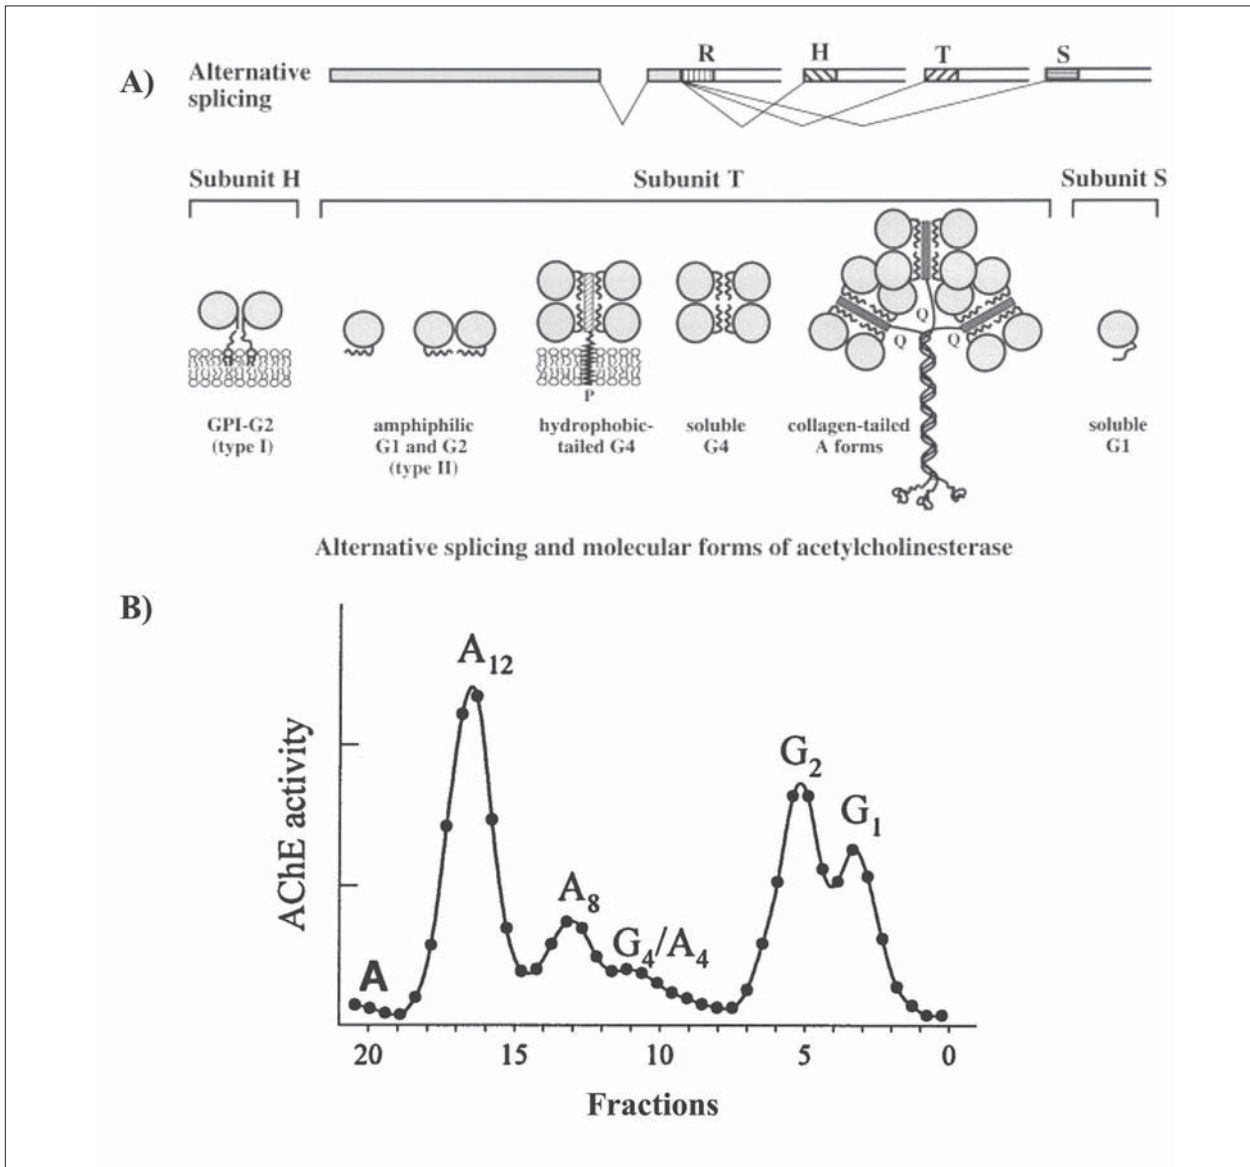 A)
Alternative
splicing
R
H
T
S
Subunit H
Subunit T
Subunit S
Q
Q
Q
P
GPI-G2
(type I)
amphiphilic
G1 and G2
(type II)
hydrophobic-
tailed G4
soluble
G4
collagen-tailed
A forms
soluble
G1
Alternative splicing and molecular forms of acetylcholinesterase
B)
AChE activity
A12
A8
G4/A4
G2
G1
A
20 15 10 5 0
Fractions